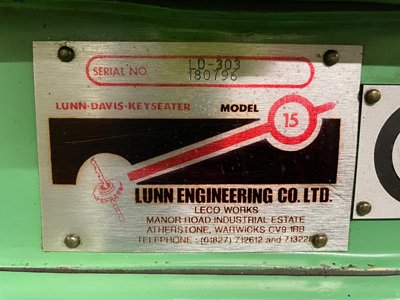 LD-303
SERIAL NO. 180796
LUNN-DAVIS-KEYSEATER MODEL 15
LUNN ENGINEERING CO. LTD.
LECO WORKS
MANOR ROAD INDUSTRIAL ESTATE
ATHERSTONE, WARWICKS CV9 1RB
TELEPHONE : (01827) 712612 and 713228